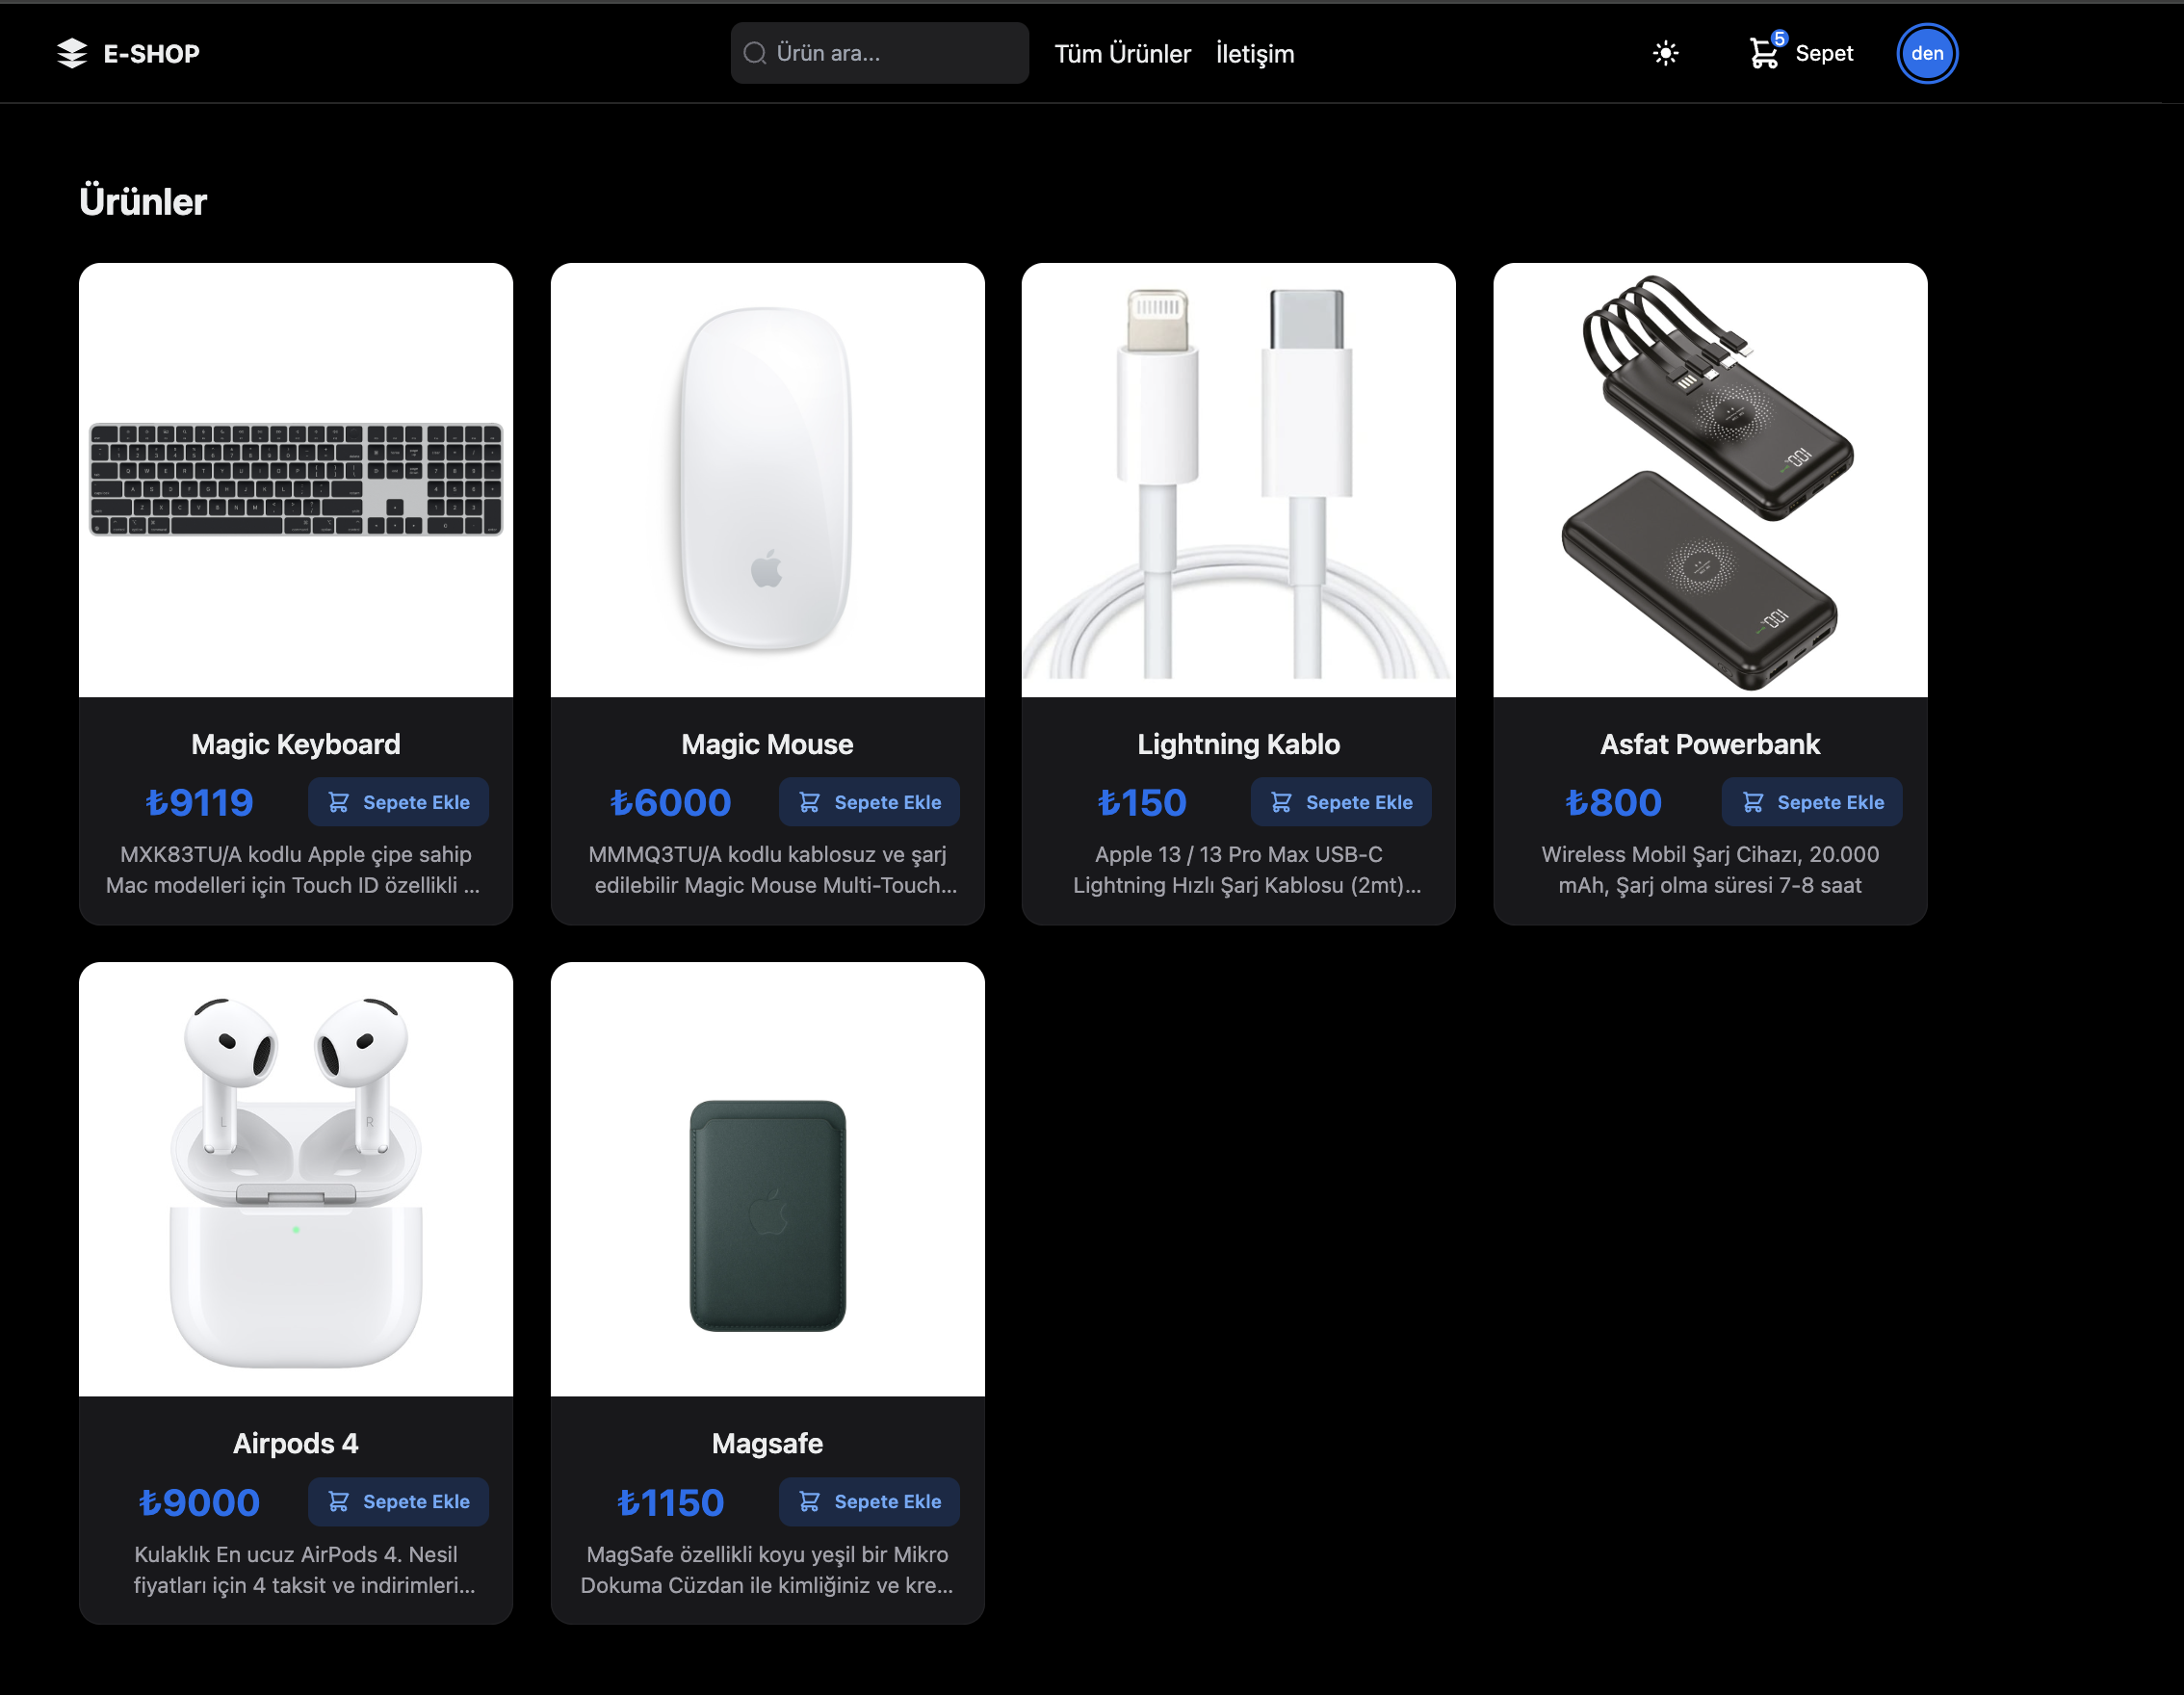 E-SHOP
Ürün ara...
Tüm Ürünler
İletişim
5
Sepet
den
Ürünler
Magic Keyboard
₺9119
Sepete Ekle
MXK83TU/A kodlu Apple çipe sahip
Mac modelleri için Touch ID özellikli ...
Magic Mouse
₺6000
Sepete Ekle
MMMQ3TU/A kodlu kablosuz ve şarj
edilebilir Magic Mouse Multi-Touch...
Lightning Kablo
₺150
Sepete Ekle
Apple 13 / 13 Pro Max USB-C
Lightning Hızlı Şarj Kablosu (2mt)...
100
100
Asfat Powerbank
₺800
Sepete Ekle
Wireless Mobil Şarj Cihazı, 20.000
mAh, Şarj olma süresi 7-8 saat
L
R
Airpods 4
₺9000
Sepete Ekle
Kulaklık En ucuz AirPods 4. Nesil
fiyatları için 4 taksit ve indirimleri...
Magsafe
₺1150
Sepete Ekle
MagSafe özellikli koyu yeşil bir Mikro
Dokuma Cüzdan ile kimliğiniz ve kre...